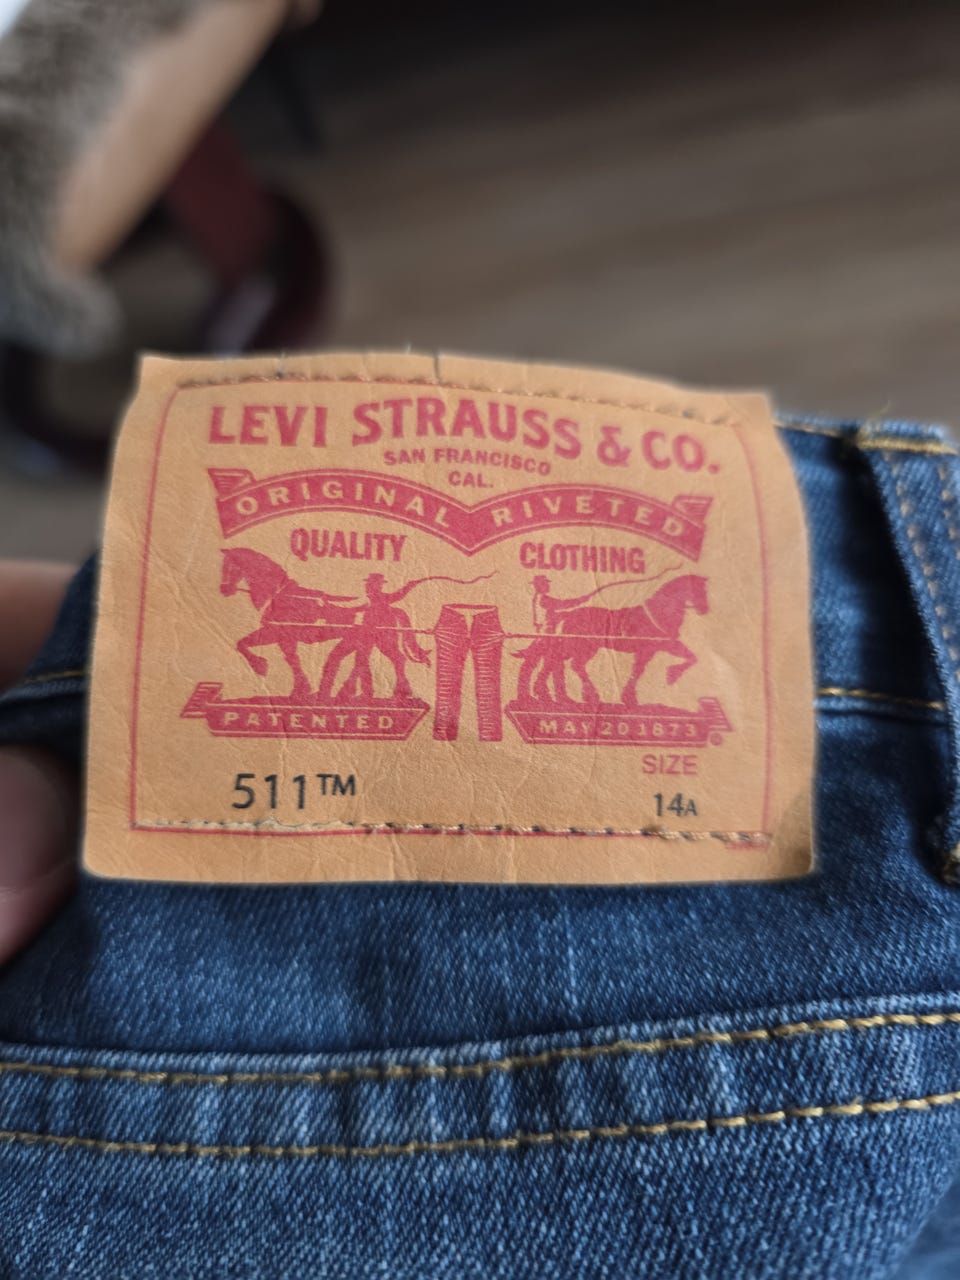 LEVI STRAUSS & CO.
SAN FRANCISCO
CAL.
ORIGINAL RIVETED
QUALITY CLOTHING
PATENTED MAY 20 1873
SIZE
511™ 14A